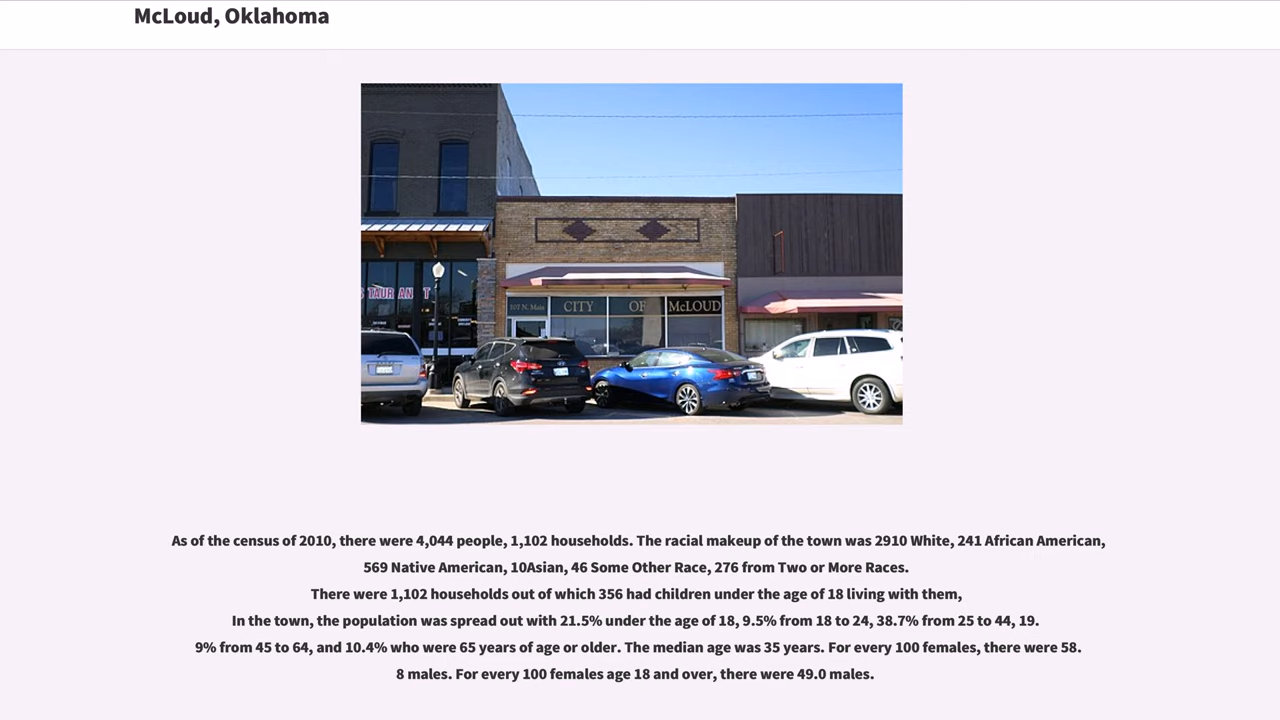 McLoud, Oklahoma
TAURANT
107 N. Main
CITY OF McLOUD
As of the census of 2010, there were 4,044 people, 1,102 households. The racial makeup of the town was 2910 White, 241 African American,
569 Native American, 10Asian, 46 Some Other Race, 276 from Two or More Races.
There were 1,102 households out of which 356 had children under the age of 18 living with them,
In the town, the population was spread out with 21.5% under the age of 18, 9.5% from 18 to 24, 38.7% from 25 to 44, 19.
9% from 45 to 64, and 10.4% who were 65 years of age or older. The median age was 35 years. For every 100 females, there were 58.
8 males. For every 100 females age 18 and over, there were 49.0 males.